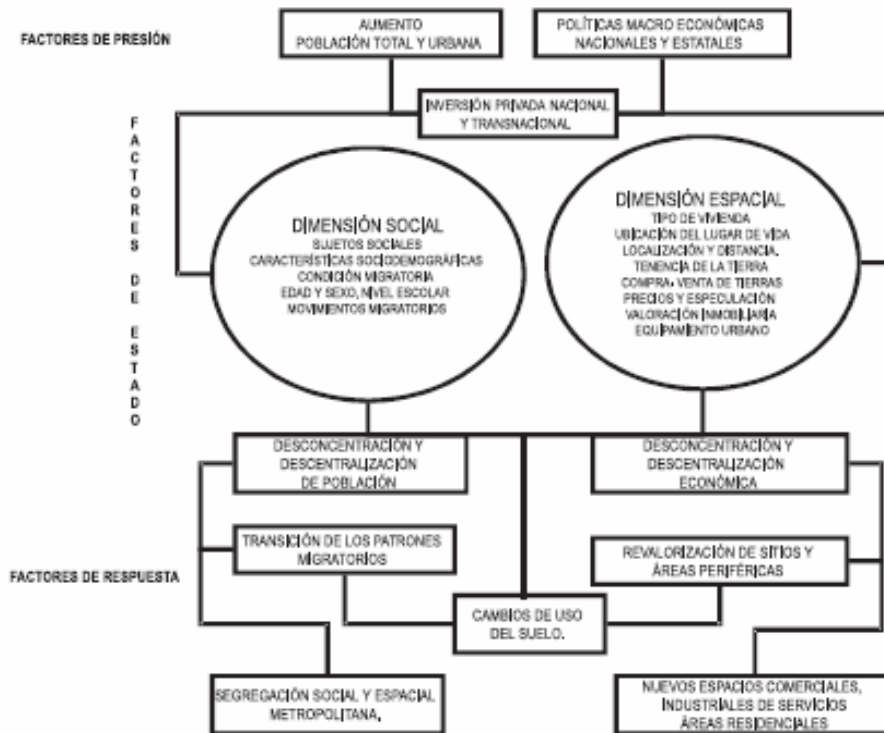 AUMENTO
POBLACIÓN TOTAL Y URBANA
POLÍTICAS MACRO ECONÓMICAS
NACIONALES Y ESTATALES
FACTORES DE PRESIÓN
INVERSIÓN PRIVADA NACIONAL
Y TRANSNACIONAL
FACTORES DE ESTADO
DIMENSIÓN SOCIAL
SUJETOS SOCIALES
CARACTERÍSTICAS SOCIODEMOGRÁFICAS
CONDICIÓN MIGRATORIA
EDAD Y SEXO, NIVEL ESCOLAR
MOVIMIENTOS MIGRATORIOS
DIMENSIÓN ESPACIAL
TIPO DE VIVIENDA
UBICACIÓN DEL LUGAR DE VIDA
LOCALIZACIÓN Y DISTANCIA.
TENENCIA DE LA TIERRA
COMPRA- VENTA DE TIERRAS
PRECIOS Y ESPECULACIÓN
VALORACIÓN INMOBILIARIA
EQUIPAMIENTO URBANO
DESCONCENTRACIÓN Y
DESCENTRALIZACIÓN
DE POBLACIÓN
DESCONCENTRACIÓN Y
DESCENTRALIZACIÓN
ECONÓMICA
TRANSICIÓN DE LOS PATRONES
MIGRATORIOS
REVALORIZACIÓN DE SITIOS Y
ÁREAS PERIFÉRICAS
FACTORES DE RESPUESTA
CAMBIOS DE USO
DEL SUELO.
SEGREGACIÓN SOCIAL Y ESPACIAL
METROPOLITANA,
NUEVOS ESPACIOS COMERCIALES,
INDUSTRIALES DE SERVICIOS
ÁREAS RESIDENCIALES